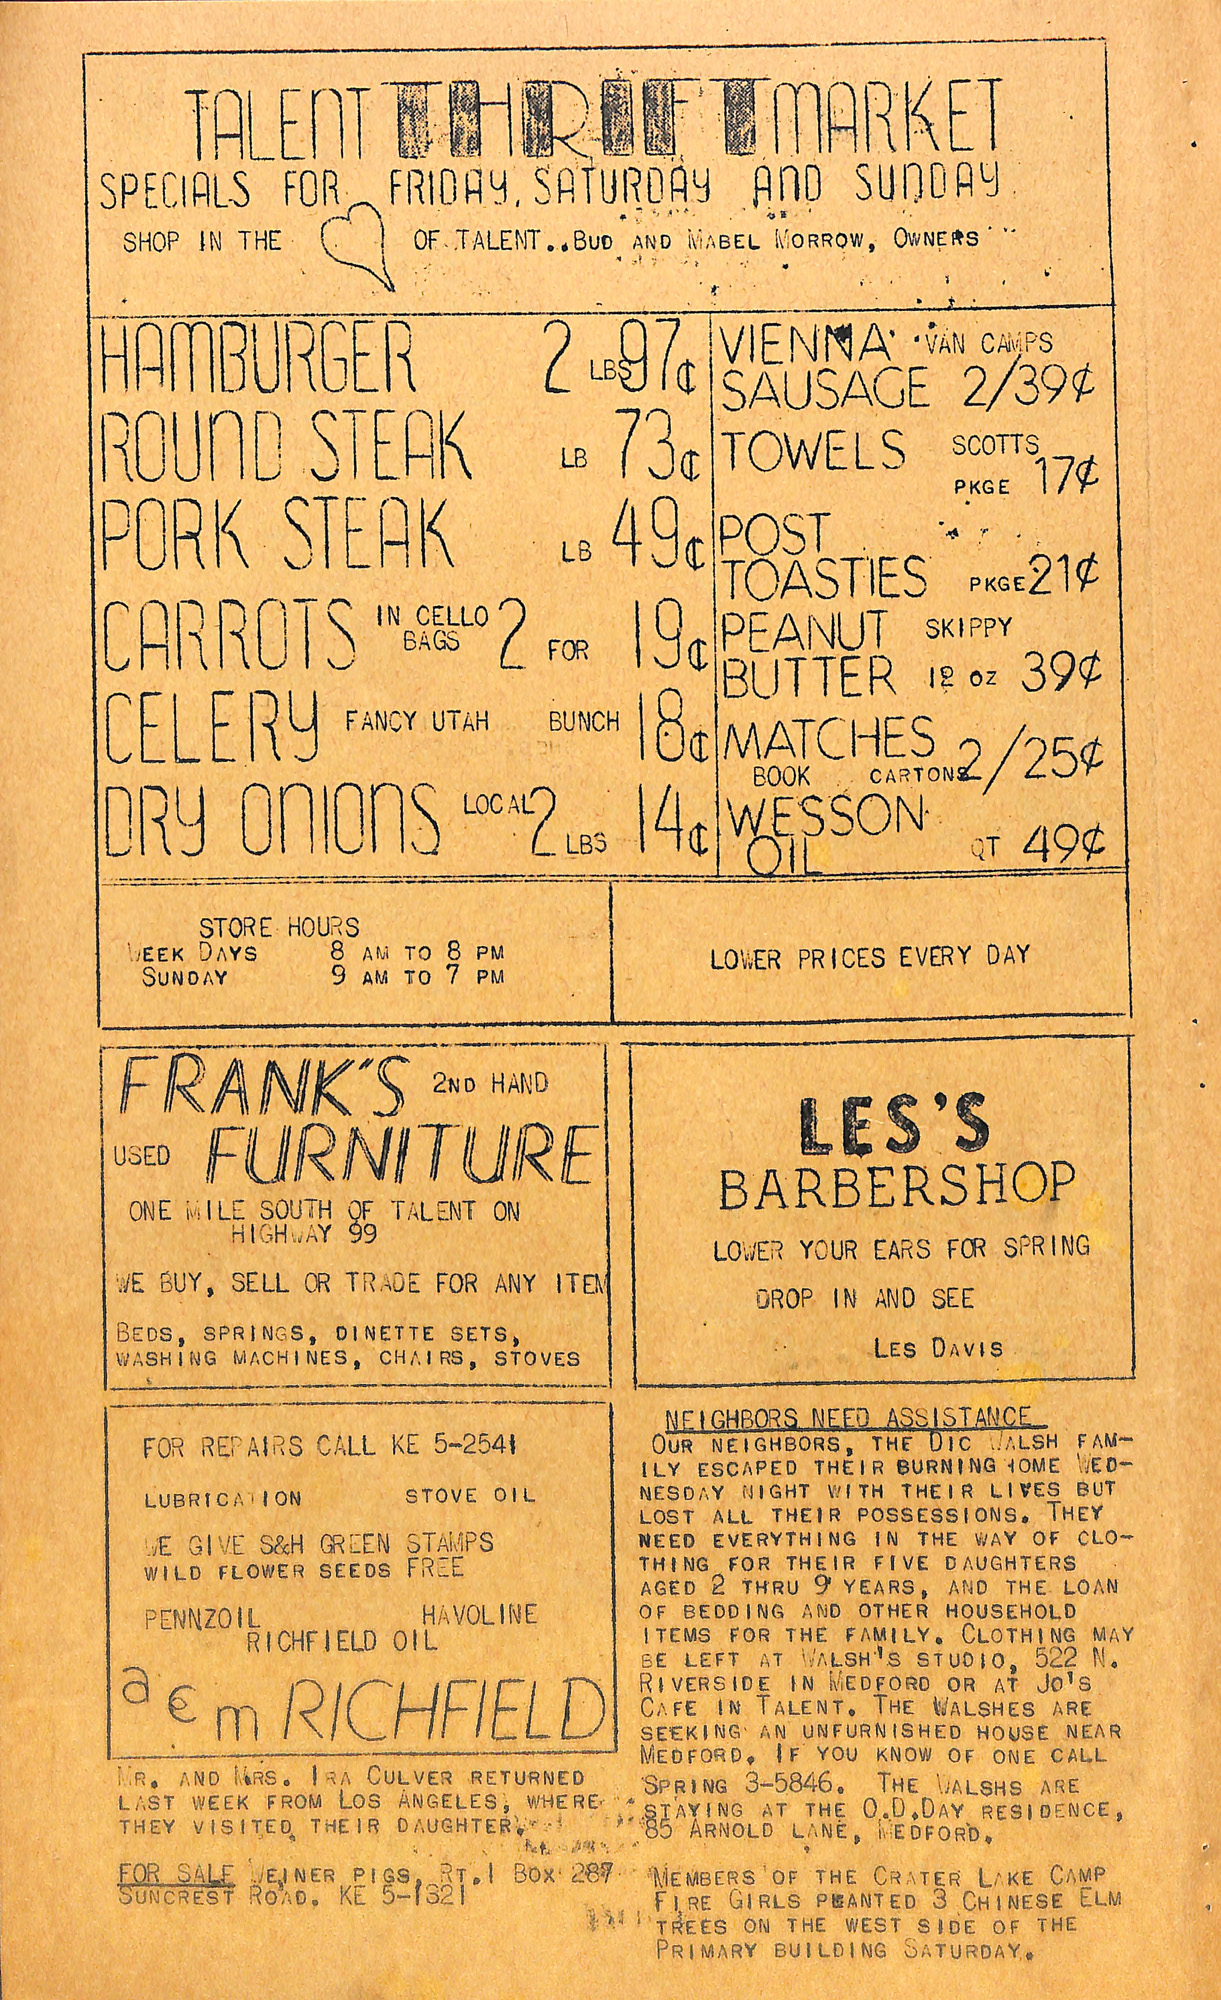 TALENT THRIFT MARKET
SPECIALS FOR FRIDAY, SATURDAY AND SUNDAY
SHOP IN THE OF TALENT..BUD AND MABEL MORROW, OWNERS
HAMBURGER 2 LBS 97¢
ROUND STEAK LB 73¢
PORK STEAK LB 49¢
CARROTS IN CELLO BAGS 2 FOR 19¢
CELERY FANCY UTAH BUNCH 18¢
DRY ONIONS LOCAL 2 LBS 14¢
VIENNA VAN CAMPS
SAUSAGE 2/39¢
TOWELS SCOTTS
PKGE 17¢
POST
TOASTIES PKGE 21¢
PEANUT SKIPPY
BUTTER 12 OZ 39¢
MATCHES
BOOK CARTONS 2/25¢
WESSON
OIL QT 49¢
STORE HOURS
WEEK DAYS 8 AM TO 8 PM
SUNDAY 9 AM TO 7 PM
LOWER PRICES EVERY DAY
FRANK'S 2ND HAND
USED FURNITURE
ONE MILE SOUTH OF TALENT ON
HIGHWAY 99
WE BUY, SELL OR TRADE FOR ANY ITEM
BEDS, SPRINGS, DINETTE SETS,
WASHING MACHINES, CHAIRS, STOVES
LES'S
BARBERSHOP
LOWER YOUR EARS FOR SPRING
DROP IN AND SEE
LES DAVIS
FOR REPAIRS CALL KE 5-2541
LUBRICATION STOVE OIL
WE GIVE S&H GREEN STAMPS
WILD FLOWER SEEDS FREE
PENNZOIL HAVOLINE
RICHFIELD OIL
a € m RICHFIELD
MR. AND MRS. IRA CULVER RETURNED
LAST WEEK FROM LOS ANGELES, WHERE
THEY VISITED THEIR DAUGHTER.
FOR SALE WEINER PIGS, RT.1 BOX 287
SUNCREST ROAD. KE 5-1321
NEIGHBORS NEED ASSISTANCE
OUR NEIGHBORS, THE DIC WALSH FAM-
ILY ESCAPED THEIR BURNING HOME WED-
NESDAY NIGHT WITH THEIR LIVES BUT
LOST ALL THEIR POSSESSIONS. THEY
NEED EVERYTHING IN THE WAY OF CLO-
THING FOR THEIR FIVE DAUGHTERS
AGED 2 THRU 9 YEARS, AND THE LOAN
OF BEDDING AND OTHER HOUSEHOLD
ITEMS FOR THE FAMILY. CLOTHING MAY
BE LEFT AT WALSH'S STUDIO, 522 N.
RIVERSIDE IN MEDFORD OR AT JO'S
CAFE IN TALENT. THE WALSHES ARE
SEEKING AN UNFURNISHED HOUSE NEAR
MEDFORD. IF YOU KNOW OF ONE CALL
SPRING 3-5846. THE WALSHS ARE
STAYING AT THE O.D.DAY RESIDENCE,
85 ARNOLD LANE, MEDFORD.
MEMBERS OF THE CRATER LAKE CAMP
FIRE GIRLS PLANTED 3 CHINESE ELM
TREES ON THE WEST SIDE OF THE
PRIMARY BUILDING SATURDAY.